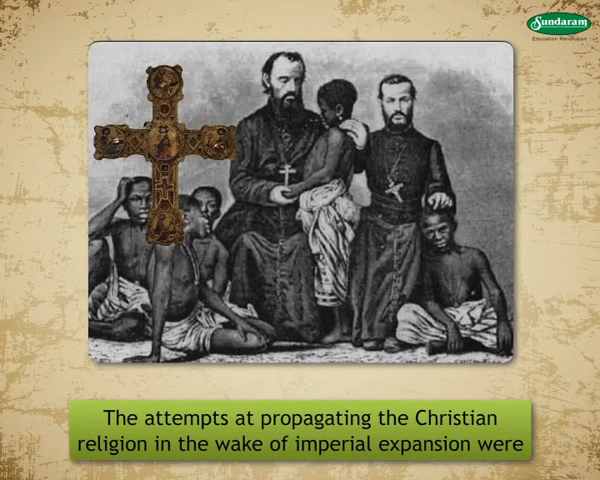 Sundaram
Education Revolution
The attempts at propagating the Christian
religion in the wake of imperial expansion were